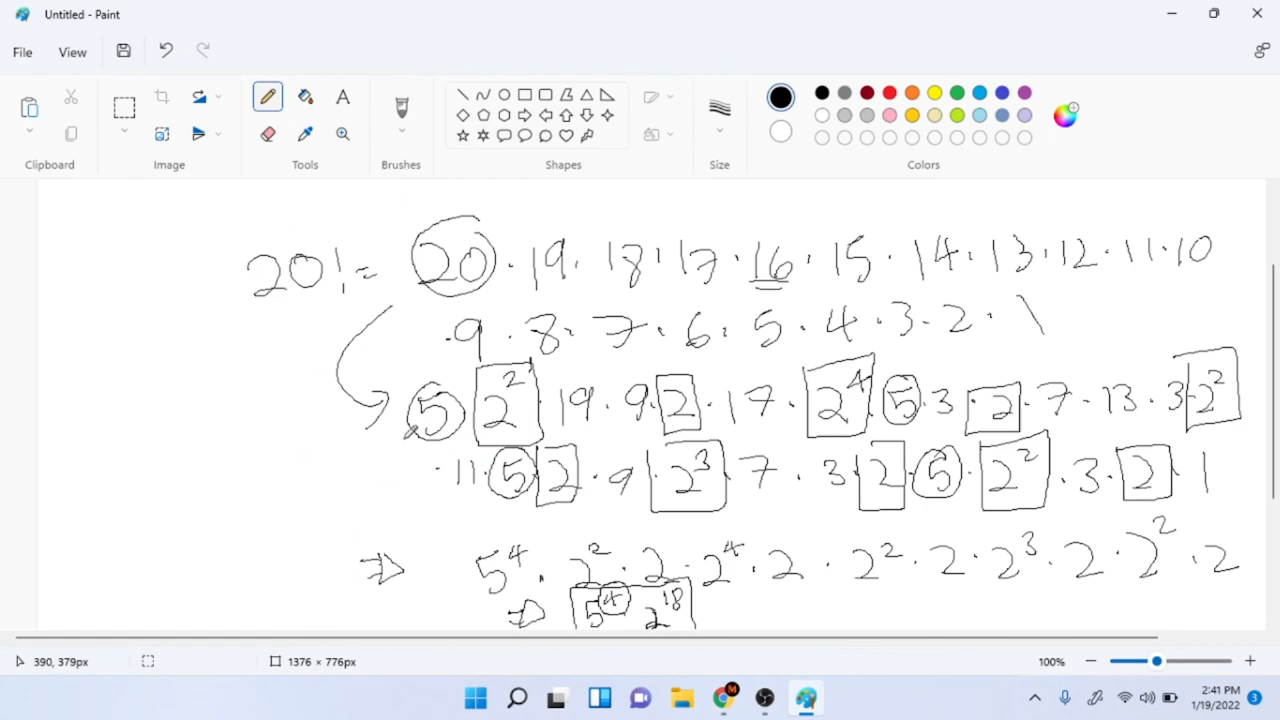 Untitled - Paint
File View
Clipboard Image Tools Brushes Shapes Size Colors
20! = 20 · 19 · 18 · 17 · 16 · 15 · 14 · 13 · 12 · 11 · 10
· 9 · 8 · 7 · 6 · 5 · 4 · 3 · 2 · 1
5 2² · 19 · 9 · 2 · 17 · 2⁴ · 5 · 3 · 2 · 7 · 13 · 3 · 2²
· 11 · 5 2 · 9 · 2³ · 7 · 3 · 2 · 5 · 2² · 3 · 2 · 1
⇒ 5⁴ · 2² · 2 · 2⁴ · 2 · 2² · 2 · 2³ · 2 · 2² · 2
⇒ 5⁴ 2¹⁸
390, 379px 1376 × 776px 100%
2:41 PM
1/19/2022 3